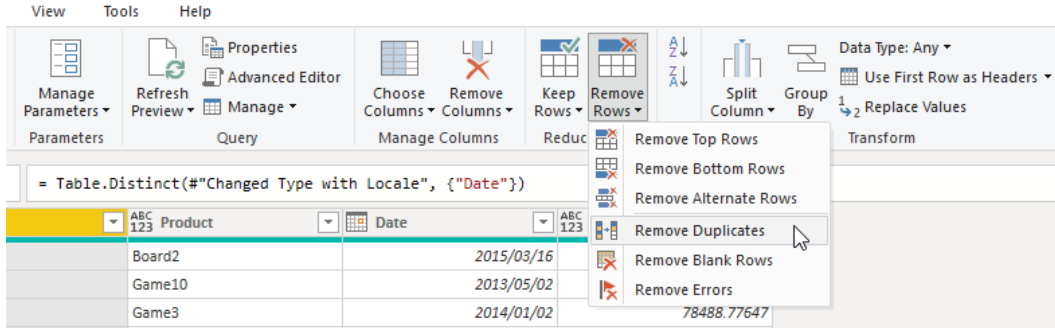 View Tools Help
Manage Parameters
Parameters
Refresh Preview
Properties
Advanced Editor
Manage
Query
Choose Columns
Remove Columns
Manage Columns
Keep Rows
Remove Rows
Reduc
A
Z
Z
A
Split Column
Group By
Data Type: Any
Use First Row as Headers
1
2 Replace Values
Transform
Remove Top Rows
Remove Bottom Rows
Remove Alternate Rows
Remove Duplicates
Remove Blank Rows
Remove Errors
= Table.Distinct(#"Changed Type with Locale", {"Date"})
ABC
123 Product
Date
ABC
123
Board2 2015/03/16
Game10 2013/05/02
Game3 2014/01/02 78488.77647